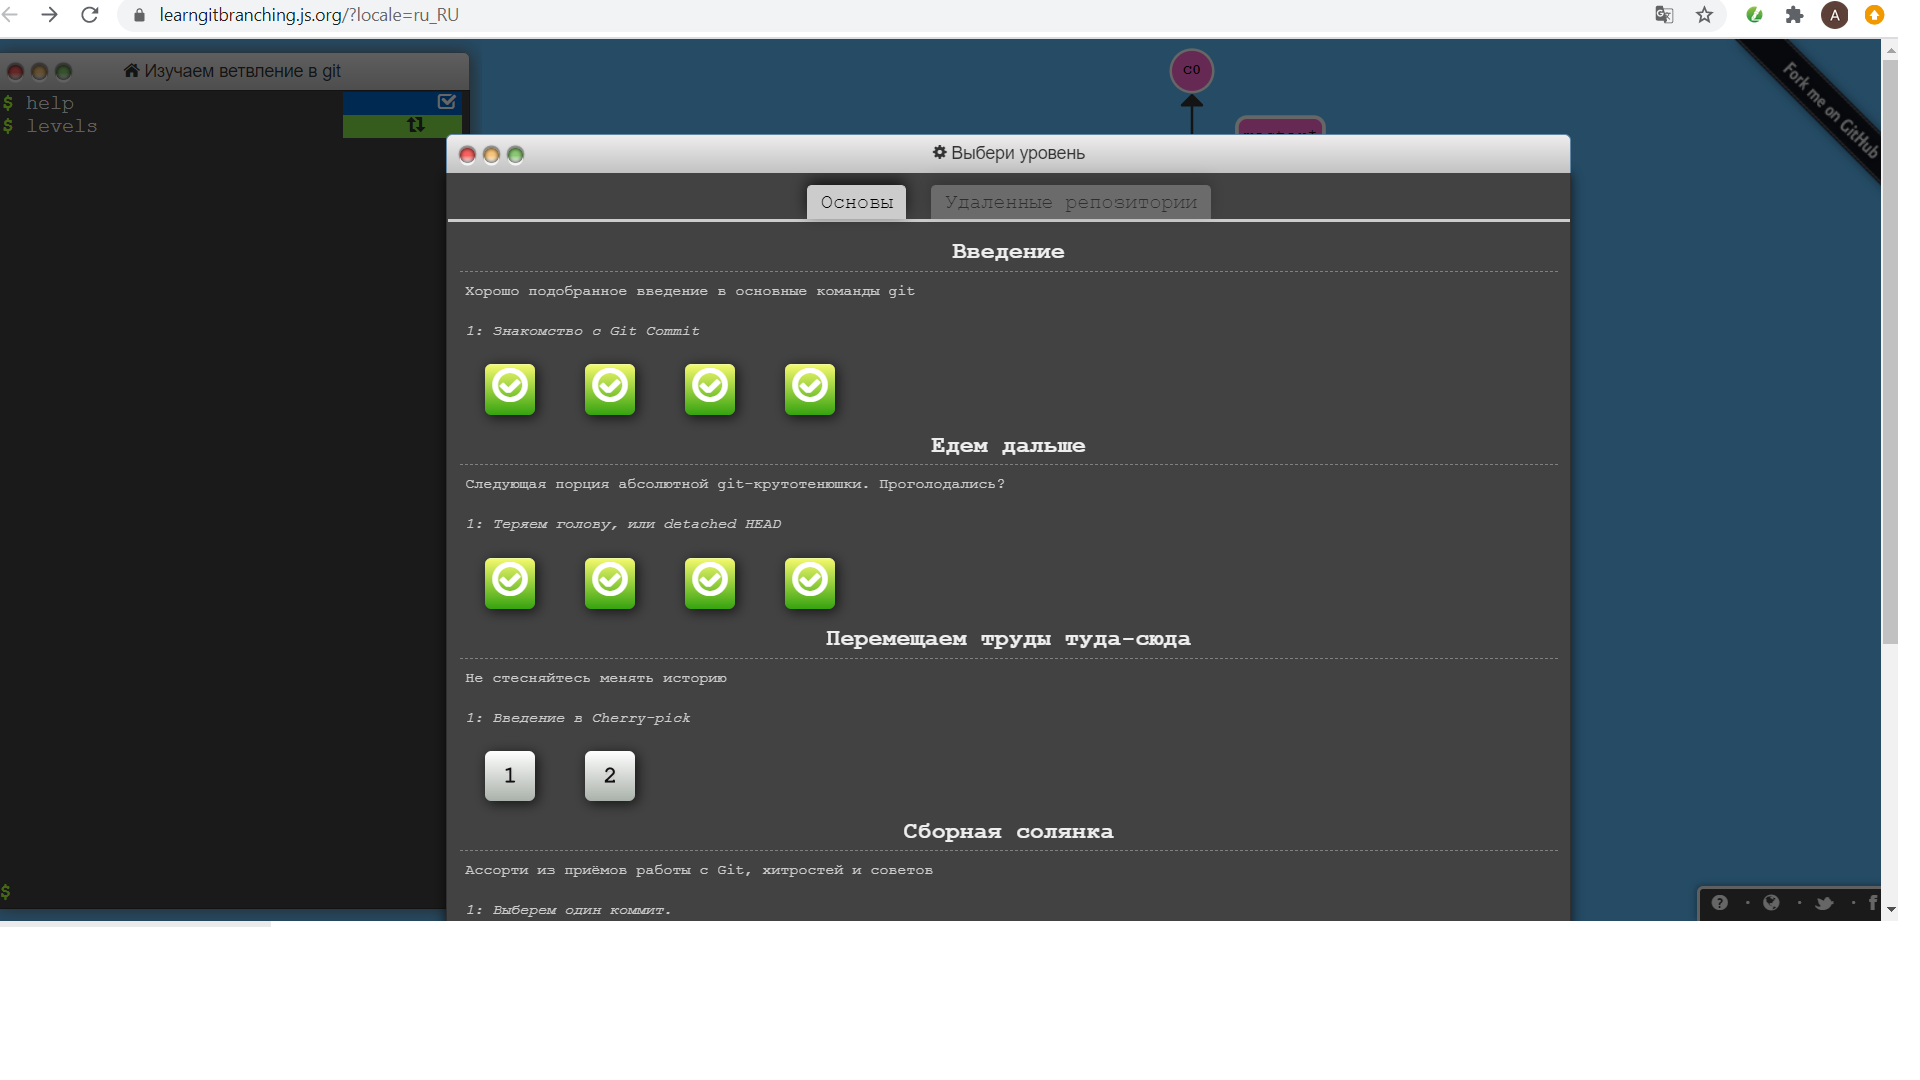 learngitbranching.js.org/?locale=ru_RU
A
Изучаем ветвление в git
$ help
$ levels
C0
Fork me on GitHub
Выбери уровень
Основы
Удаленные репозитории
Введение
Хорошо подобранное введение в основные команды git
1: Знакомство с Git Commit
Едем дальше
Следующая порция абсолютной git-крутотенюшки. Проголодались?
1: Теряем голову, или detached HEAD
Перемещаем труды туда-сюда
Не стесняйтесь менять историю
1: Введение в Cherry-pick
1 2
Сборная солянка
Ассорти из приёмов работы с Git, хитростей и советов
1: Выберем один коммит.
$